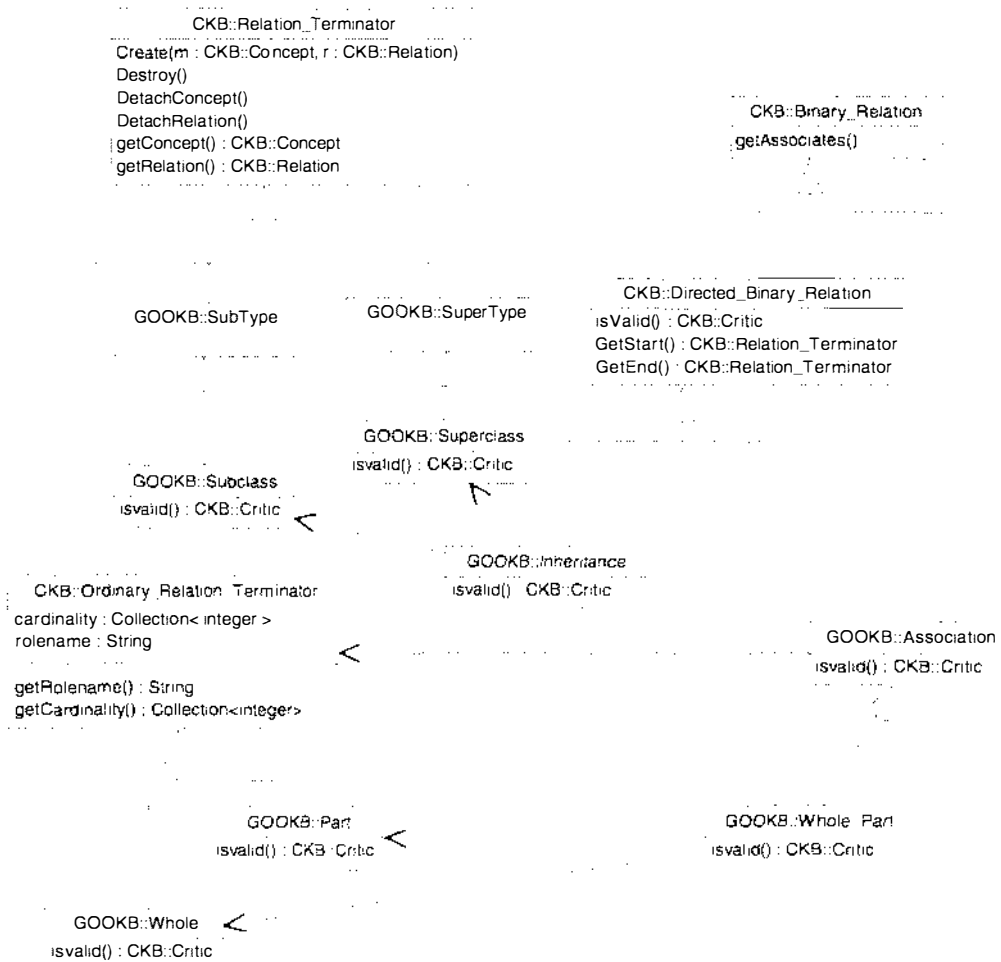 CKB::Relation_Terminator
Create(m : CKB::Concept, r : CKB::Relation)
Destroy()
DetachConcept()
DetachRelation()
getConcept() : CKB::Concept
getRelation() : CKB::Relation
CKB::Binary_Relation
getAssociates()
GOOKB::SubType
GOOKB::SuperType
CKB::Directed_Binary_Relation
isValid() : CKB::Critic
GetStart() : CKB::Relation_Terminator
GetEnd() : CKB::Relation_Terminator
GOOKB::Superclass
isvalid() : CKB::Critic
GOOKB::Subclass
isvalid() : CKB::Critic
GOOKB::Inheritance
isvalid() CKB::Critic
CKB::Ordinary_Relation_Terminator
cardinality : Collection< integer >
rolename : String
getRolename() : String
getCardinality() : Collection<integer>
GOOKB::Association
isvalid() : CKB::Critic
GOOKB::Part
isvalid() : CKB::Critic
GOOKB::Whole_Part
isvalid() : CKB::Critic
GOOKB::Whole
isvalid() : CKB::Critic